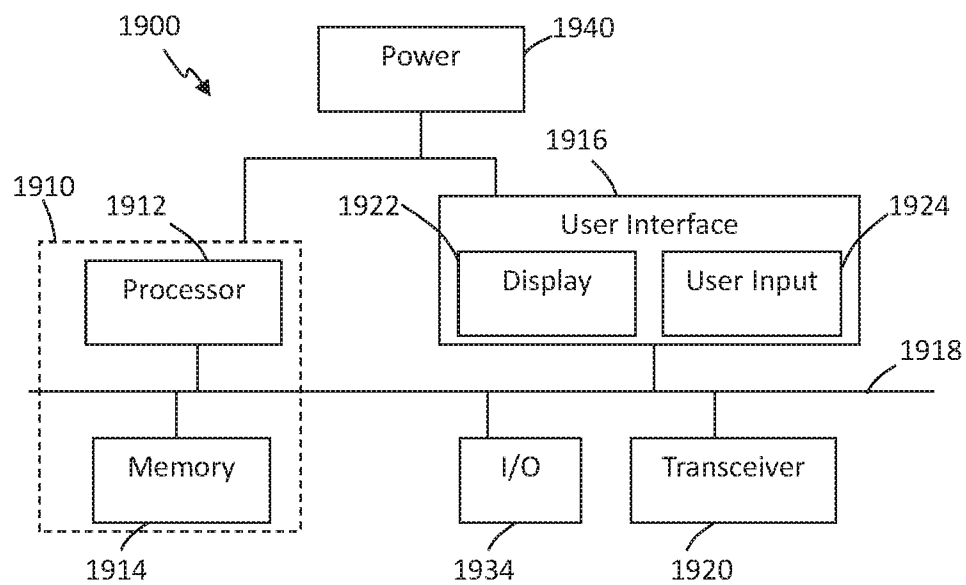 1900
Power
1940
1916
1910
1912
1922
User Interface
1924
Processor
Display
User Input
1918
Memory
I/O
Transceiver
1914
1934
1920